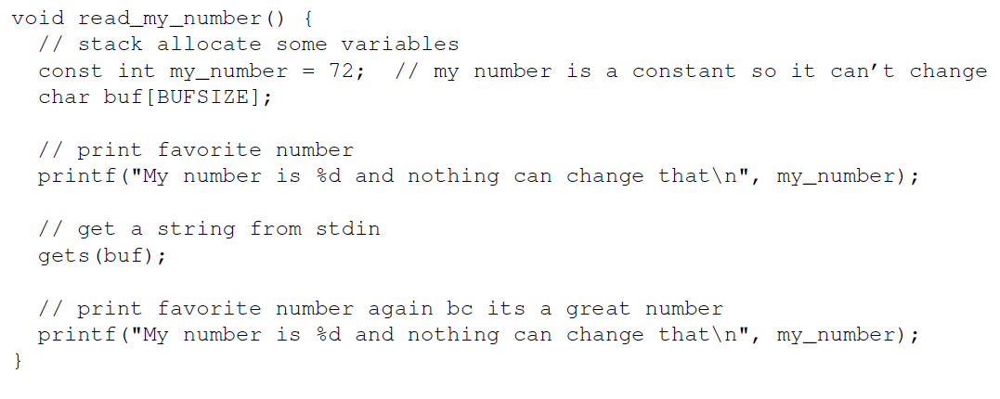 void read_my_number() {
  // stack allocate some variables
  const int my_number = 72;  // my number is a constant so it can’t change
  char buf[BUFSIZE];

  // print favorite number
  printf("My number is %d and nothing can change that\n", my_number);

  // get a string from stdin
  gets(buf);

  // print favorite number again bc its a great number
  printf("My number is %d and nothing can change that\n", my_number);
}